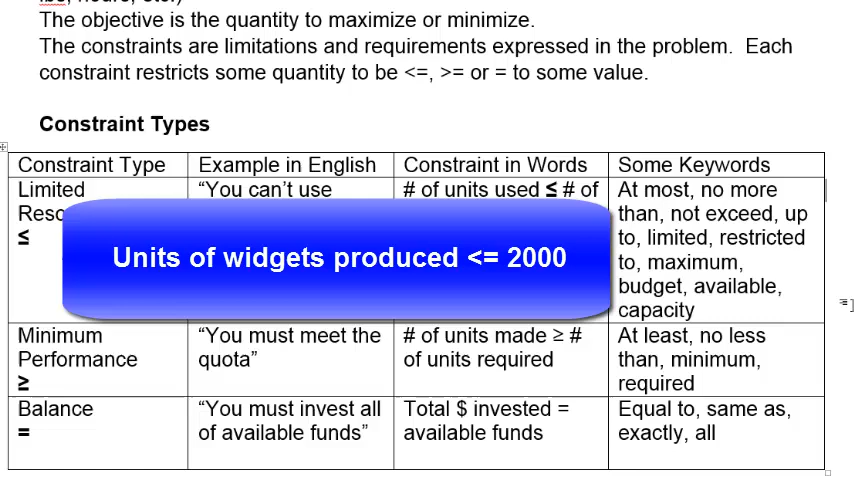 The objective is the quantity to maximize or minimize.
The constraints are limitations and requirements expressed in the problem.  Each
constraint restricts some quantity to be <=, >= or = to some value.
Constraint Types
Constraint Type
Example in English
Constraint in Words
Some Keywords
Limited
≤
“You can’t use
# of units used ≤ # of
At most, no more
than, not exceed, up
to, limited, restricted
to, maximum,
budget, available,
capacity
Units of widgets produced <= 2000
Minimum
Performance
≥
“You must meet the
quota”
# of units made ≥ #
of units required
At least, no less
than, minimum,
required
Balance
=
“You must invest all
of available funds”
Total $ invested =
available funds
Equal to, same as,
exactly, all